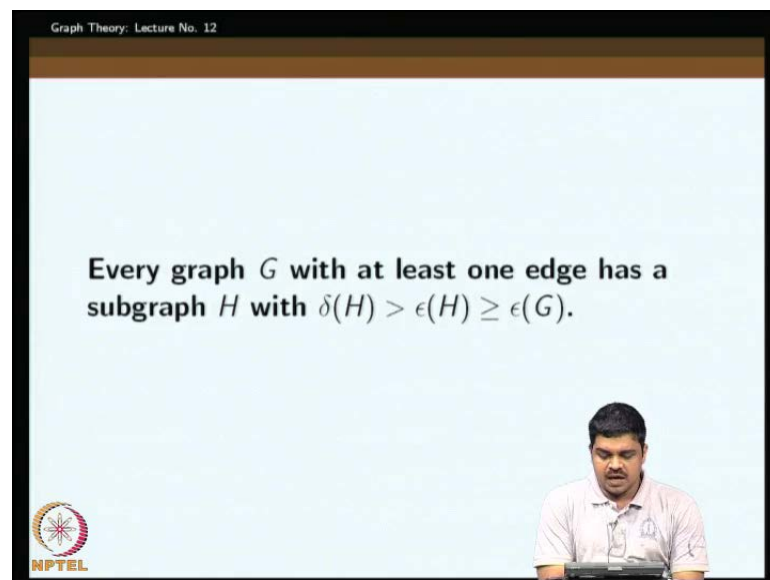 Graph Theory: Lecture No. 12
Every graph G with at least one edge has a
subgraph H with δ(H) > ϵ(H) ≥ ϵ(G).
NPTEL